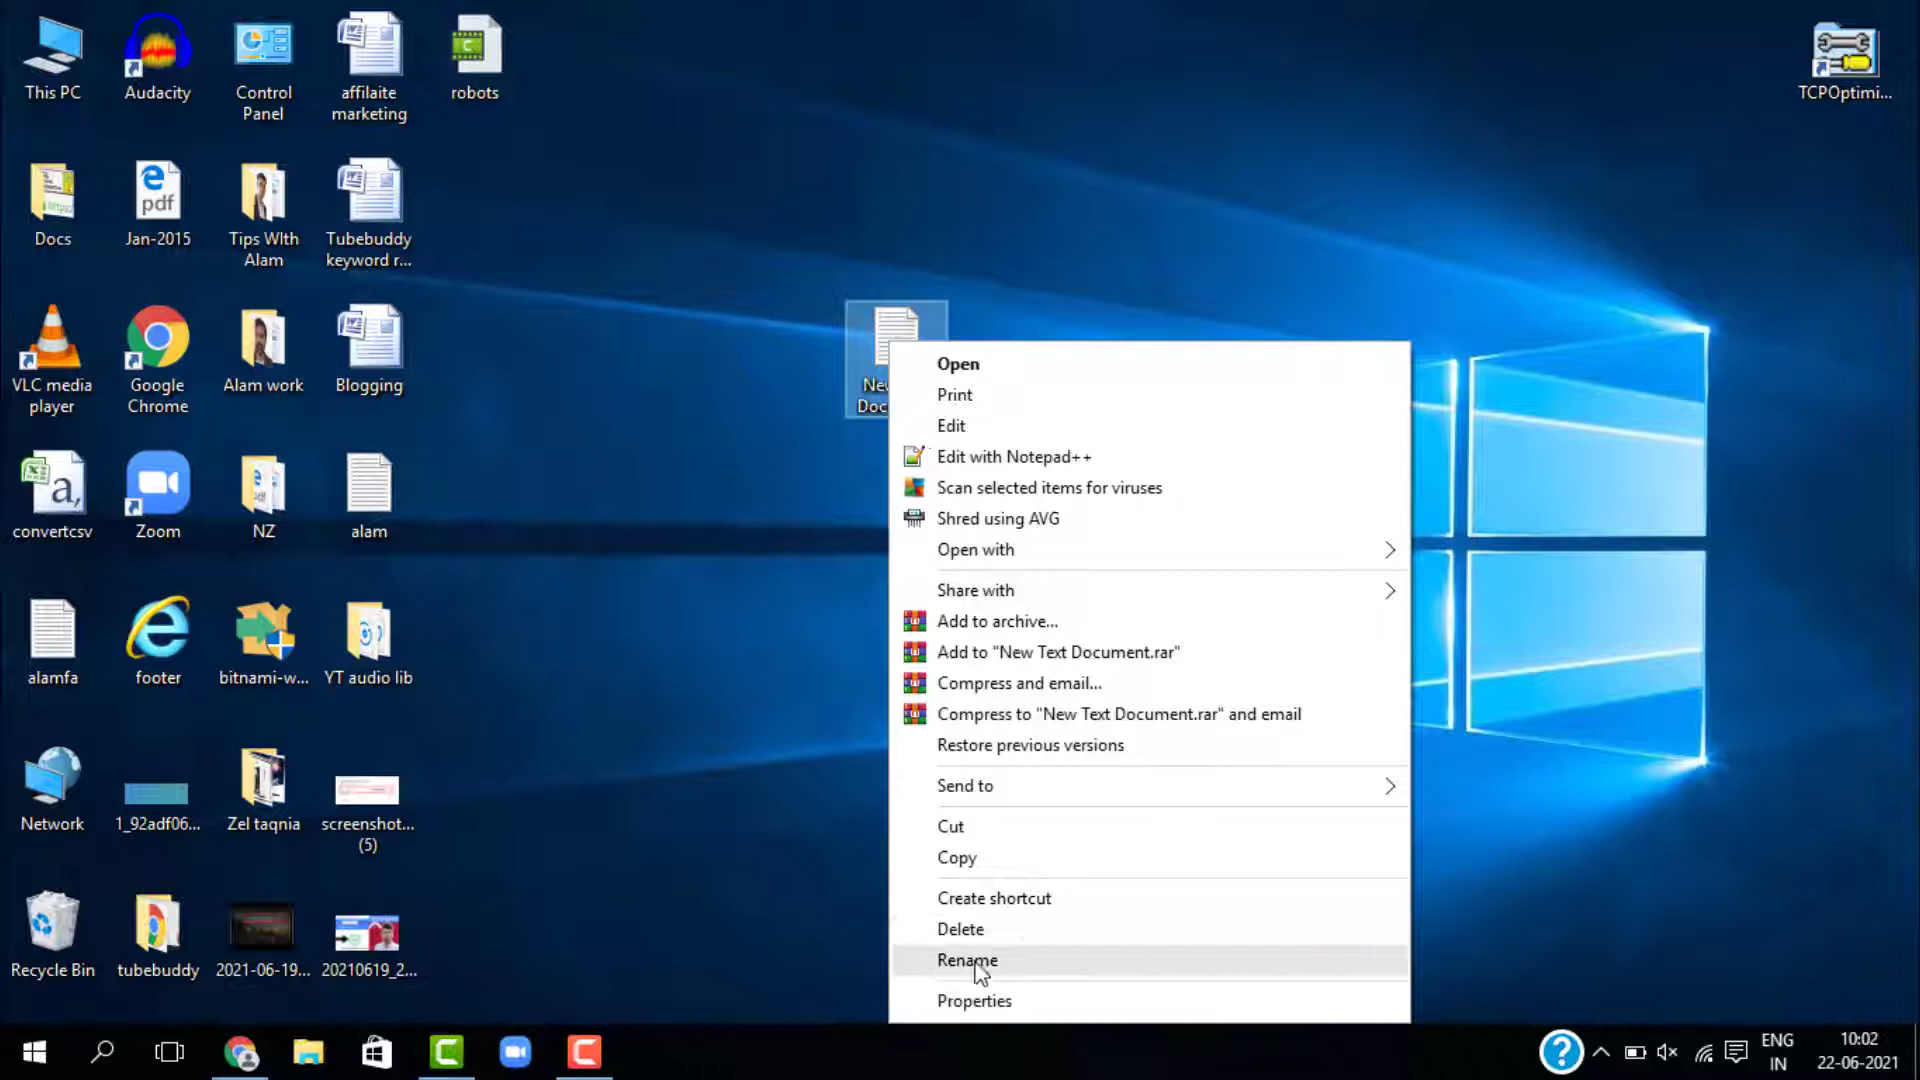 This PC
Audacity
Control
Panel
affilaite
marketing
robots
TCPOptimi...
Docs
Jan-2015
Tips WIth
Alam
Tubebuddy
keyword r...
VLC media
player
Google
Chrome
Alam work
Blogging
convertcsv
Zoom
NZ
alam
alamfa
footer
bitnami-w...
YT audio lib
Network
1_92adf06...
Zel taqnia
screenshot...
(5)
Recycle Bin
tubebuddy
2021-06-19...
20210619_2...
Open
Print
Edit
Edit with Notepad++
Scan selected items for viruses
Shred using AVG
Open with
Share with
Add to archive...
Add to "New Text Document.rar"
Compress and email...
Compress to "New Text Document.rar" and email
Restore previous versions
Send to
Cut
Copy
Create shortcut
Delete
Rename
Properties
ENG
IN
10:02
22-06-2021